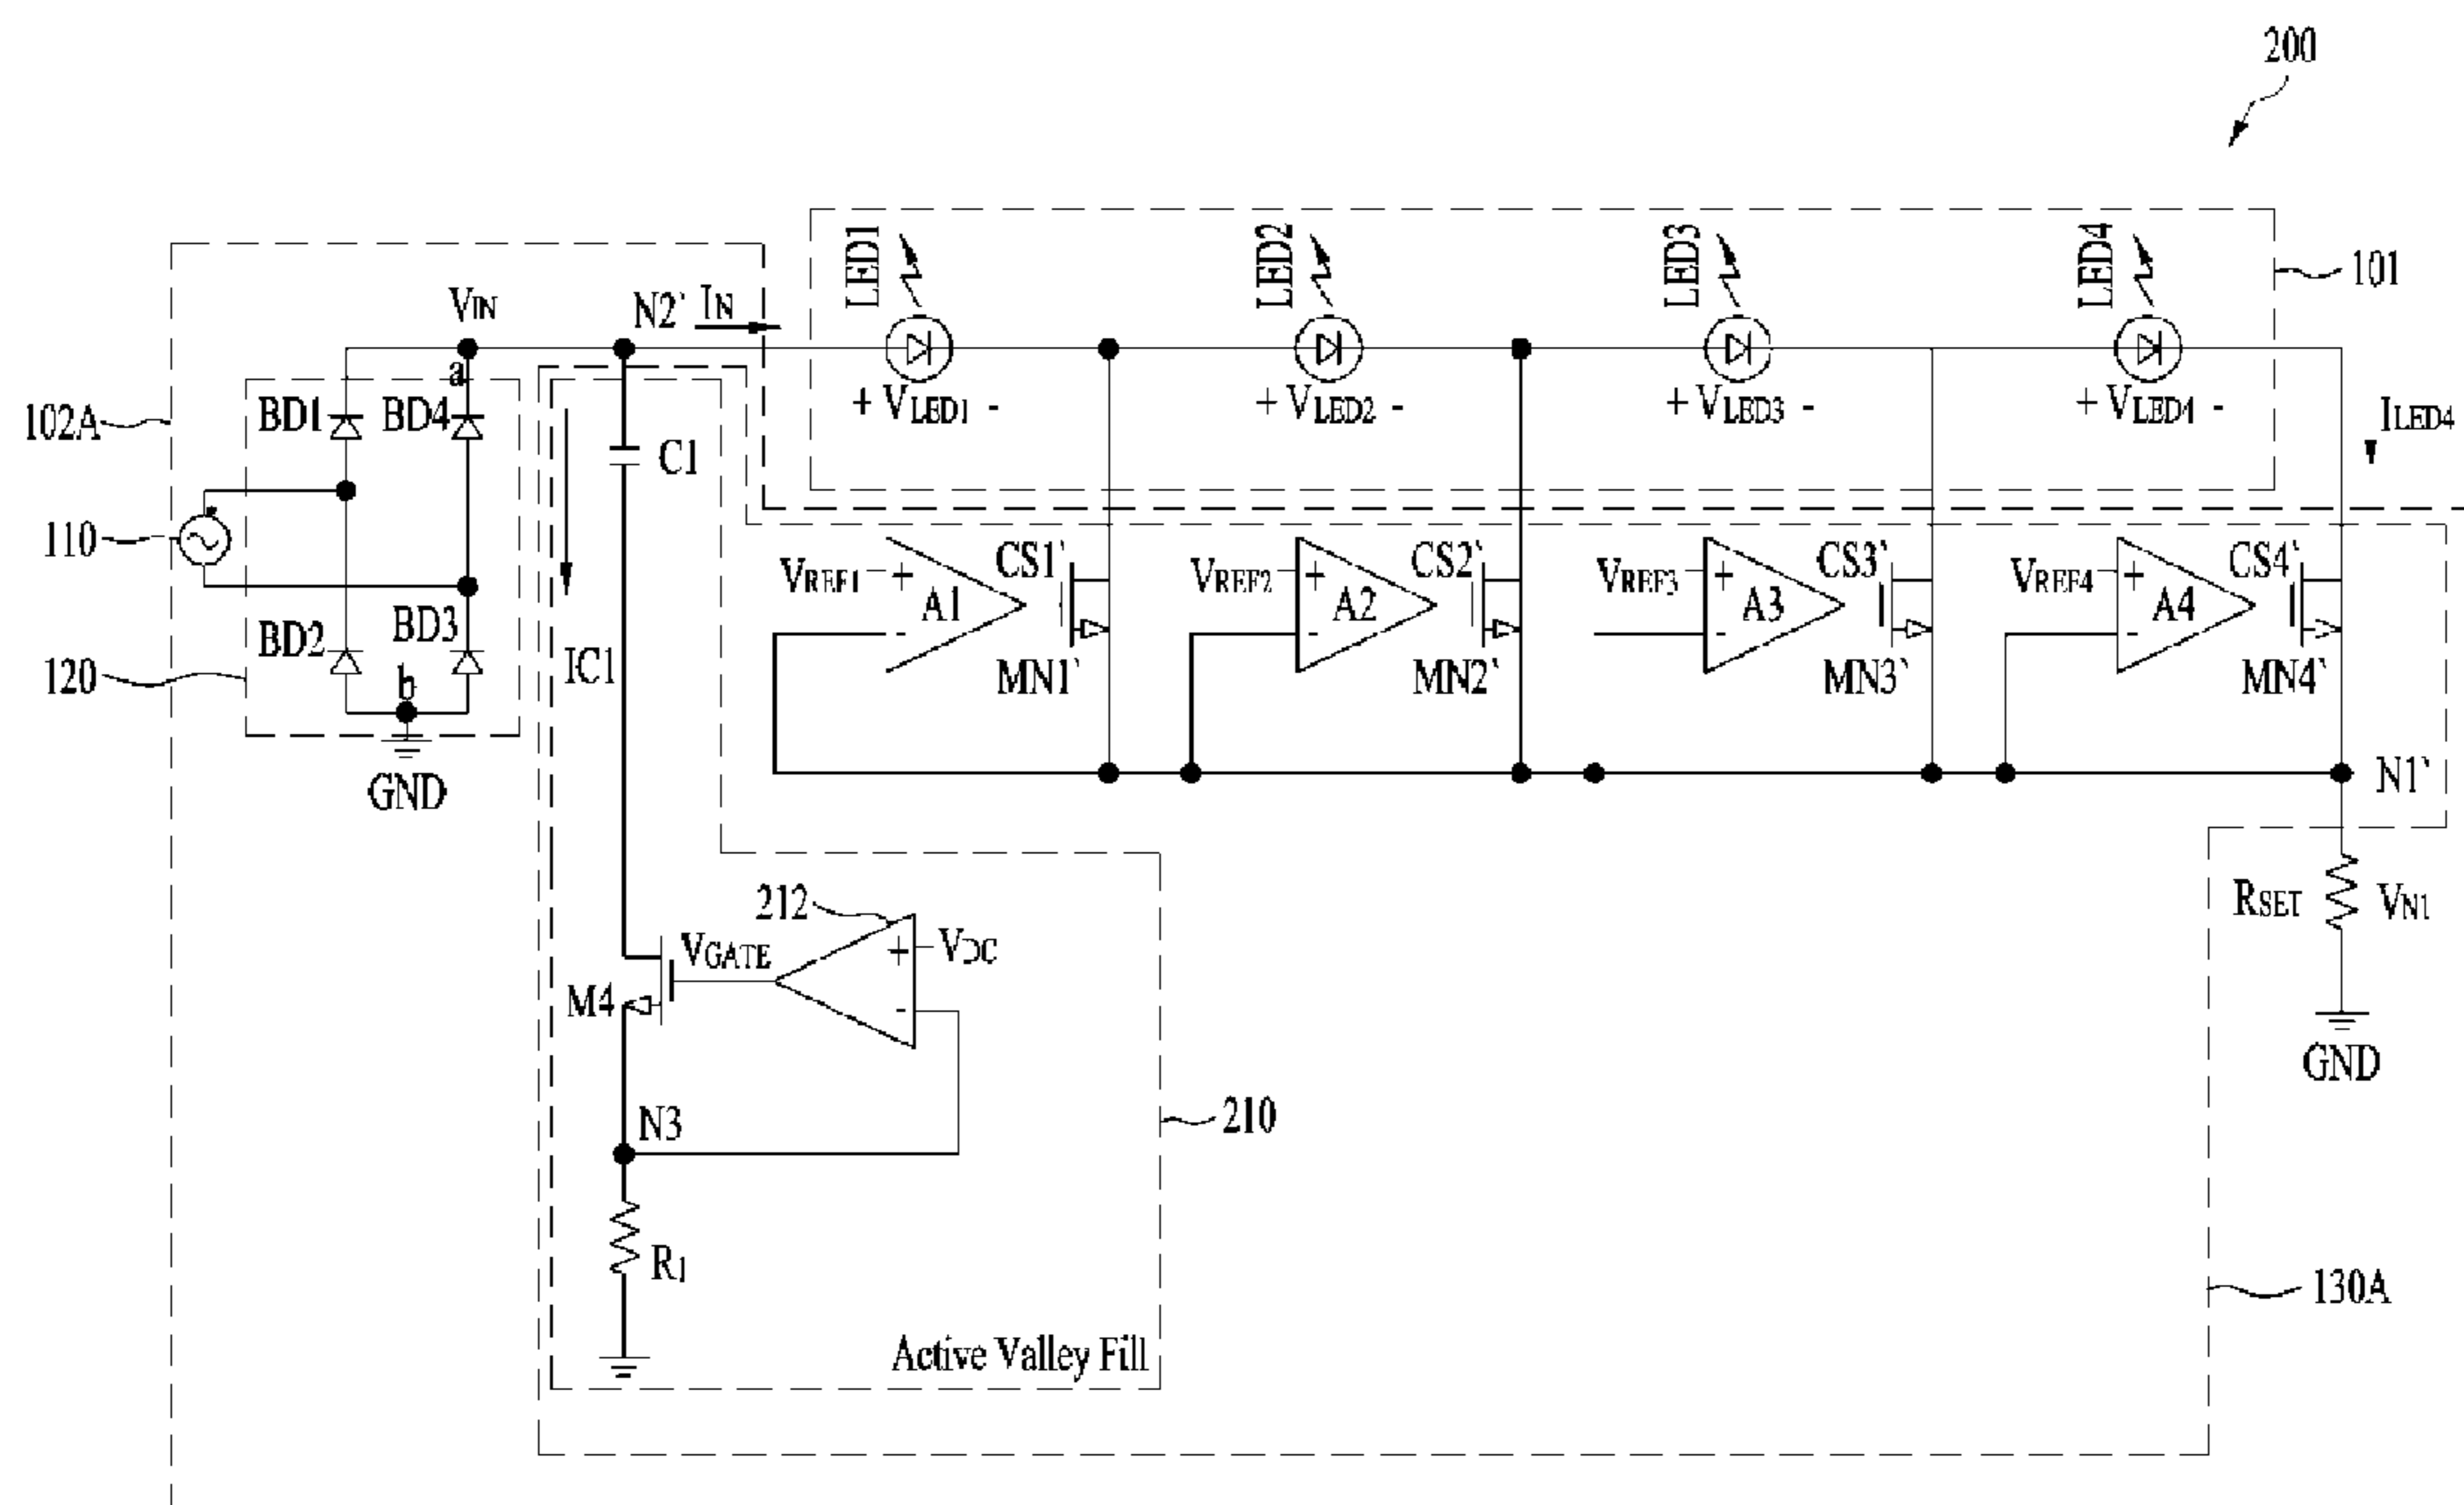 200
LED1 LED2 LED3 LED4
101
VIN N2` IN
a
+ VLED1 - + VLED2 - + VLED3 - + VLED4 -
ILED4
102A
BD1 BD4
C1
110
VREF1 + A1 - CS1`
VREF2 + A2 - CS2`
VREF3 + A3 - CS3`
VREF4 + A4 - CS4`
BD2 BD3
IC1
MN1` MN2` MN3` MN4`
120
b
GND
N1`
212
VGATE + VDC
M4 -
RSET VN1
GND
N3
210
R1
130A
Active Valley Fill